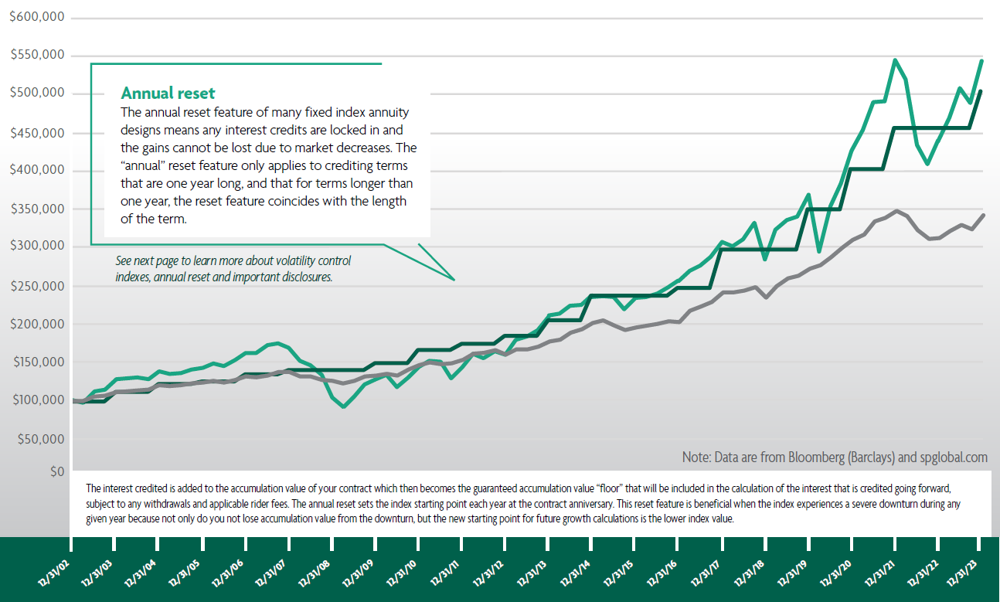 $600,000
$550,000
$500,000
$450,000
$400,000
$350,000
$300,000
$250,000
$200,000
$150,000
$100,000
$50,000
$0
Annual reset
The annual reset feature of many fixed index annuity
designs means any interest credits are locked in and
the gains cannot be lost due to market decreases. The
“annual” reset feature only applies to crediting terms
that are one year long, and that for terms longer than
one year, the reset feature coincides with the length
of the term.
See next page to learn more about volatility control
indexes, annual reset and important disclosures.
Note: Data are from Bloomberg (Barclays) and spglobal.com
The interest credited is added to the accumulation value of your contract which then becomes the guaranteed accumulation value “floor” that will be included in the calculation of the interest that is credited going forward,
subject to any withdrawals and applicable rider fees. The annual reset sets the index starting point each year at the contract anniversary. This reset feature is beneficial when the index experiences a severe downturn during any
given year because not only do you not lose accumulation value from the downturn, but the new starting point for future growth calculations is the lower index value.
12/31/02
12/31/03
12/31/04
12/31/05
12/31/06
12/31/07
12/31/08
12/31/09
12/31/10
12/31/11
12/31/12
12/31/13
12/31/14
12/31/15
12/31/16
12/31/17
12/31/18
12/31/19
12/31/20
12/31/21
12/31/22
12/31/23